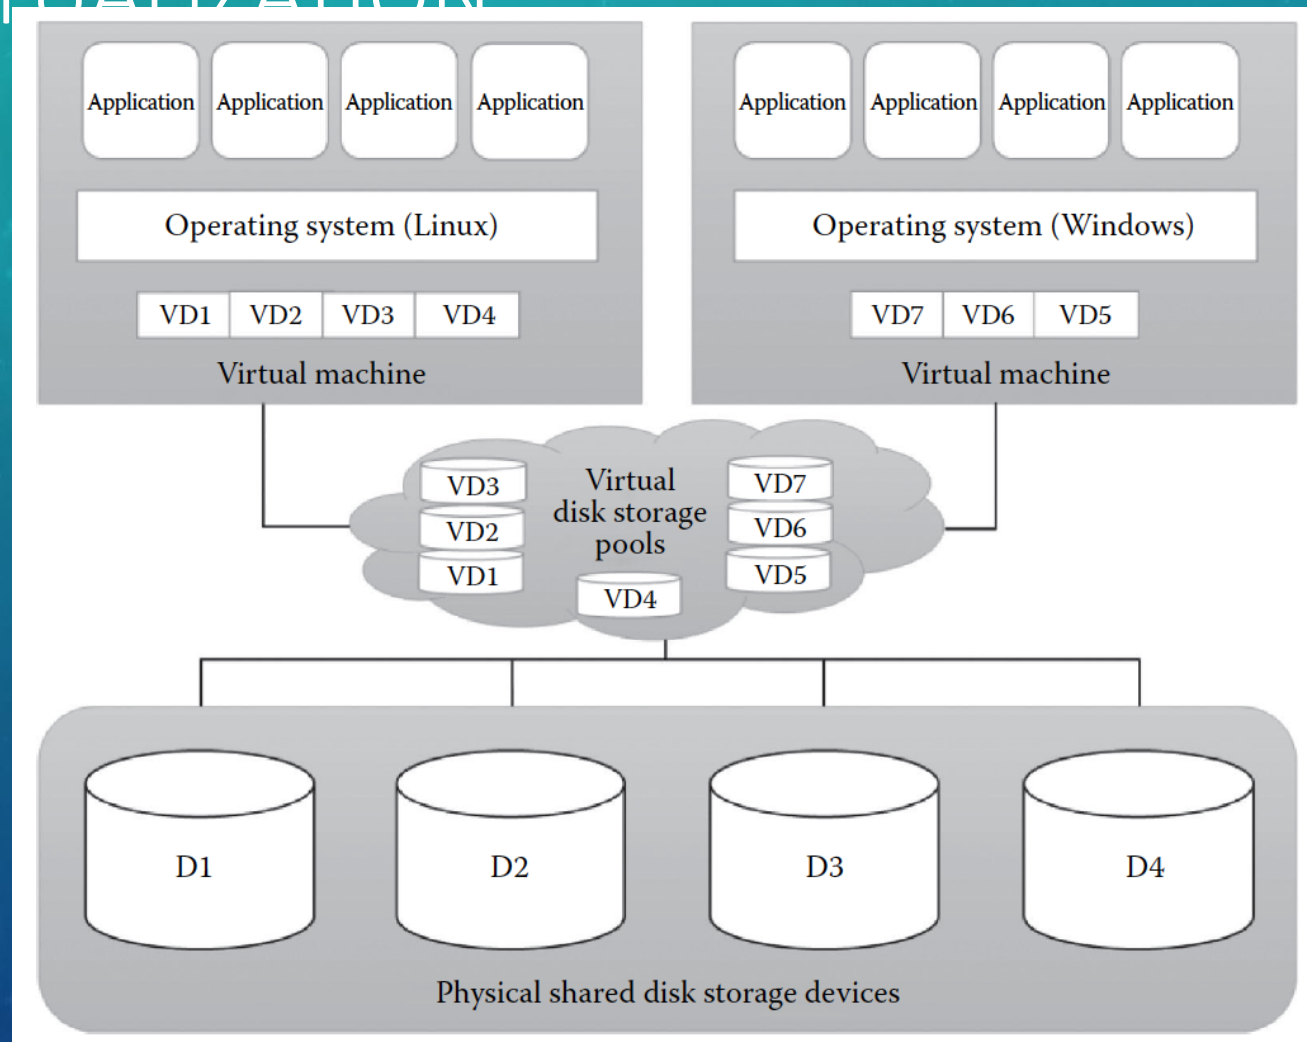 Application Application Application Application
Operating system (Linux)
VD1 VD2 VD3 VD4
Virtual machine
Application Application Application Application
Operating system (Windows)
VD7 VD6 VD5
Virtual machine
VD3
VD2
VD1
Virtual
disk storage
pools
VD4
VD7
VD6
VD5
D1 D2 D3 D4
Physical shared disk storage devices